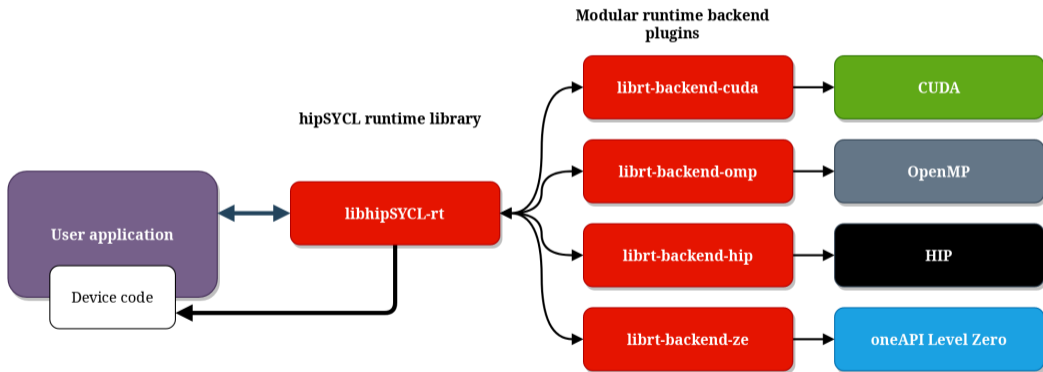 Modular runtime backend
plugins
hipSYCL runtime library
librt-backend-cuda
CUDA
librt-backend-omp
OpenMP
User application
Device code
libhipSYCL-rt
librt-backend-hip
HIP
librt-backend-ze
oneAPI Level Zero